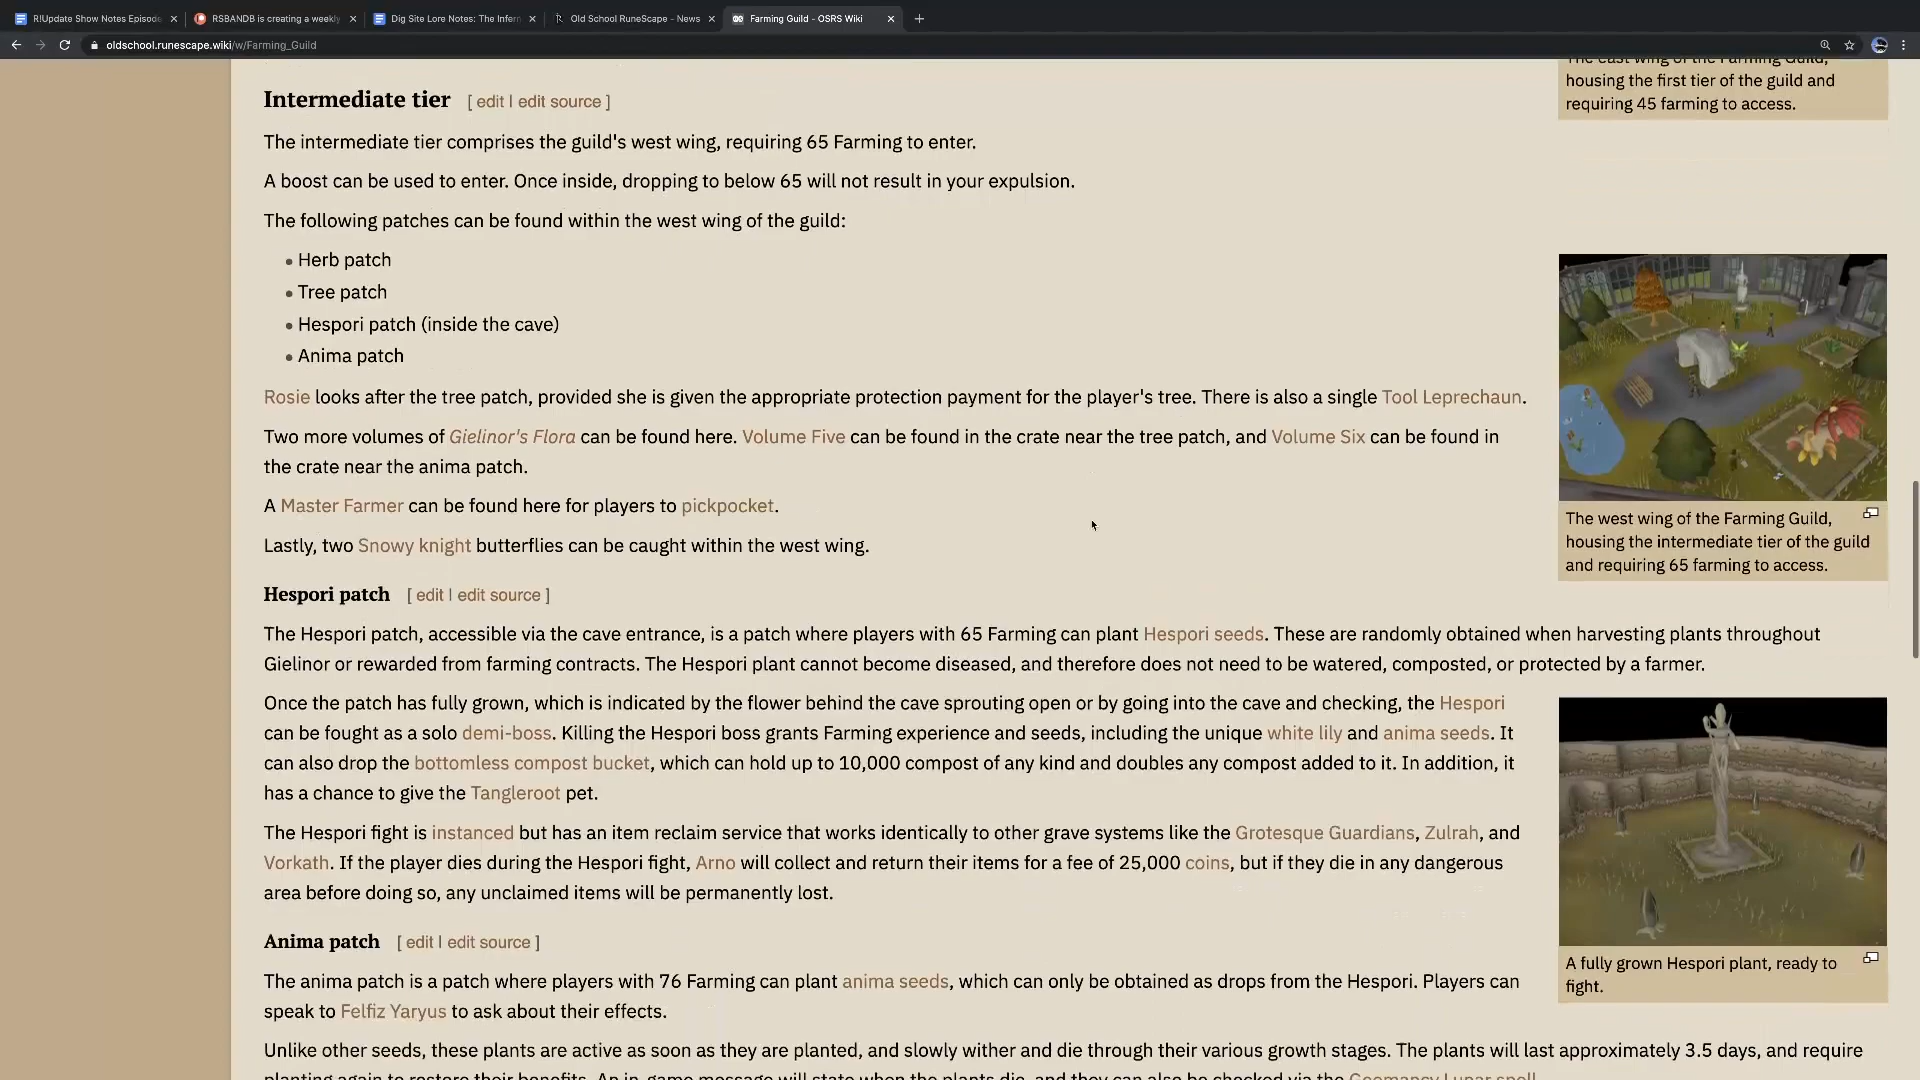 R!Update Show Notes Episode
RSBANDB is creating a weekly
Dig Site Lore Notes: The Infern
Old School RuneScape - News
Farming Guild - OSRS Wiki
oldschool.runescape.wiki/w/Farming_Guild
The east wing of the Farming Guild,
housing the first tier of the guild and
requiring 45 farming to access.
Intermediate tier [ edit | edit source ]
The intermediate tier comprises the guild's west wing, requiring 65 Farming to enter.
A boost can be used to enter. Once inside, dropping to below 65 will not result in your expulsion.
The following patches can be found within the west wing of the guild:
Herb patch
Tree patch
Hespori patch (inside the cave)
Anima patch
Rosie looks after the tree patch, provided she is given the appropriate protection payment for the player's tree. There is also a single Tool Leprechaun.
Two more volumes of Gielinor's Flora can be found here. Volume Five can be found in the crate near the tree patch, and Volume Six can be found in
the crate near the anima patch.
A Master Farmer can be found here for players to pickpocket.
Lastly, two Snowy knight butterflies can be caught within the west wing.
The west wing of the Farming Guild,
housing the intermediate tier of the guild
and requiring 65 farming to access.
Hespori patch [ edit | edit source ]
The Hespori patch, accessible via the cave entrance, is a patch where players with 65 Farming can plant Hespori seeds. These are randomly obtained when harvesting plants throughout
Gielinor or rewarded from farming contracts. The Hespori plant cannot become diseased, and therefore does not need to be watered, composted, or protected by a farmer.
Once the patch has fully grown, which is indicated by the flower behind the cave sprouting open or by going into the cave and checking, the Hespori
can be fought as a solo demi-boss. Killing the Hespori boss grants Farming experience and seeds, including the unique white lily and anima seeds. It
can also drop the bottomless compost bucket, which can hold up to 10,000 compost of any kind and doubles any compost added to it. In addition, it
has a chance to give the Tangleroot pet.
The Hespori fight is instanced but has an item reclaim service that works identically to other grave systems like the Grotesque Guardians, Zulrah, and
Vorkath. If the player dies during the Hespori fight, Arno will collect and return their items for a fee of 25,000 coins, but if they die in any dangerous
area before doing so, any unclaimed items will be permanently lost.
A fully grown Hespori plant, ready to
fight.
Anima patch [ edit | edit source ]
The anima patch is a patch where players with 76 Farming can plant anima seeds, which can only be obtained as drops from the Hespori. Players can
speak to Felfiz Yaryus to ask about their effects.
Unlike other seeds, these plants are active as soon as they are planted, and slowly wither and die through their various growth stages. The plants will last approximately 3.5 days, and require
planting again to restore their benefits. An in-game message will state when the plants die, and they can also be checked via the Geomancy Lunar spell